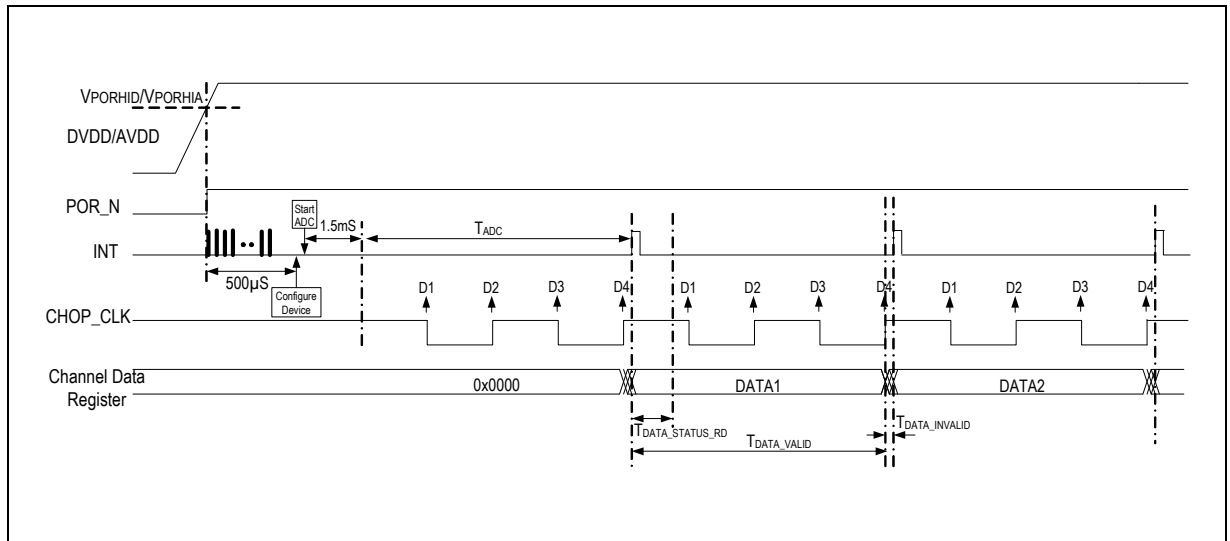 VPORHID/VPORHIA
DVDD/AVDD
POR_N
Start
ADC
1.5mS
TADC
INT
500µS
Configure
Device
D1 D2 D3 D4 D1 D2 D3 D4 D1 D2 D3 D4
CHOP_CLK
Channel Data
Register
0x0000
DATA1
DATA2
TDATA_STATUS_RD
TDATA_INVALID
TDATA_VALID